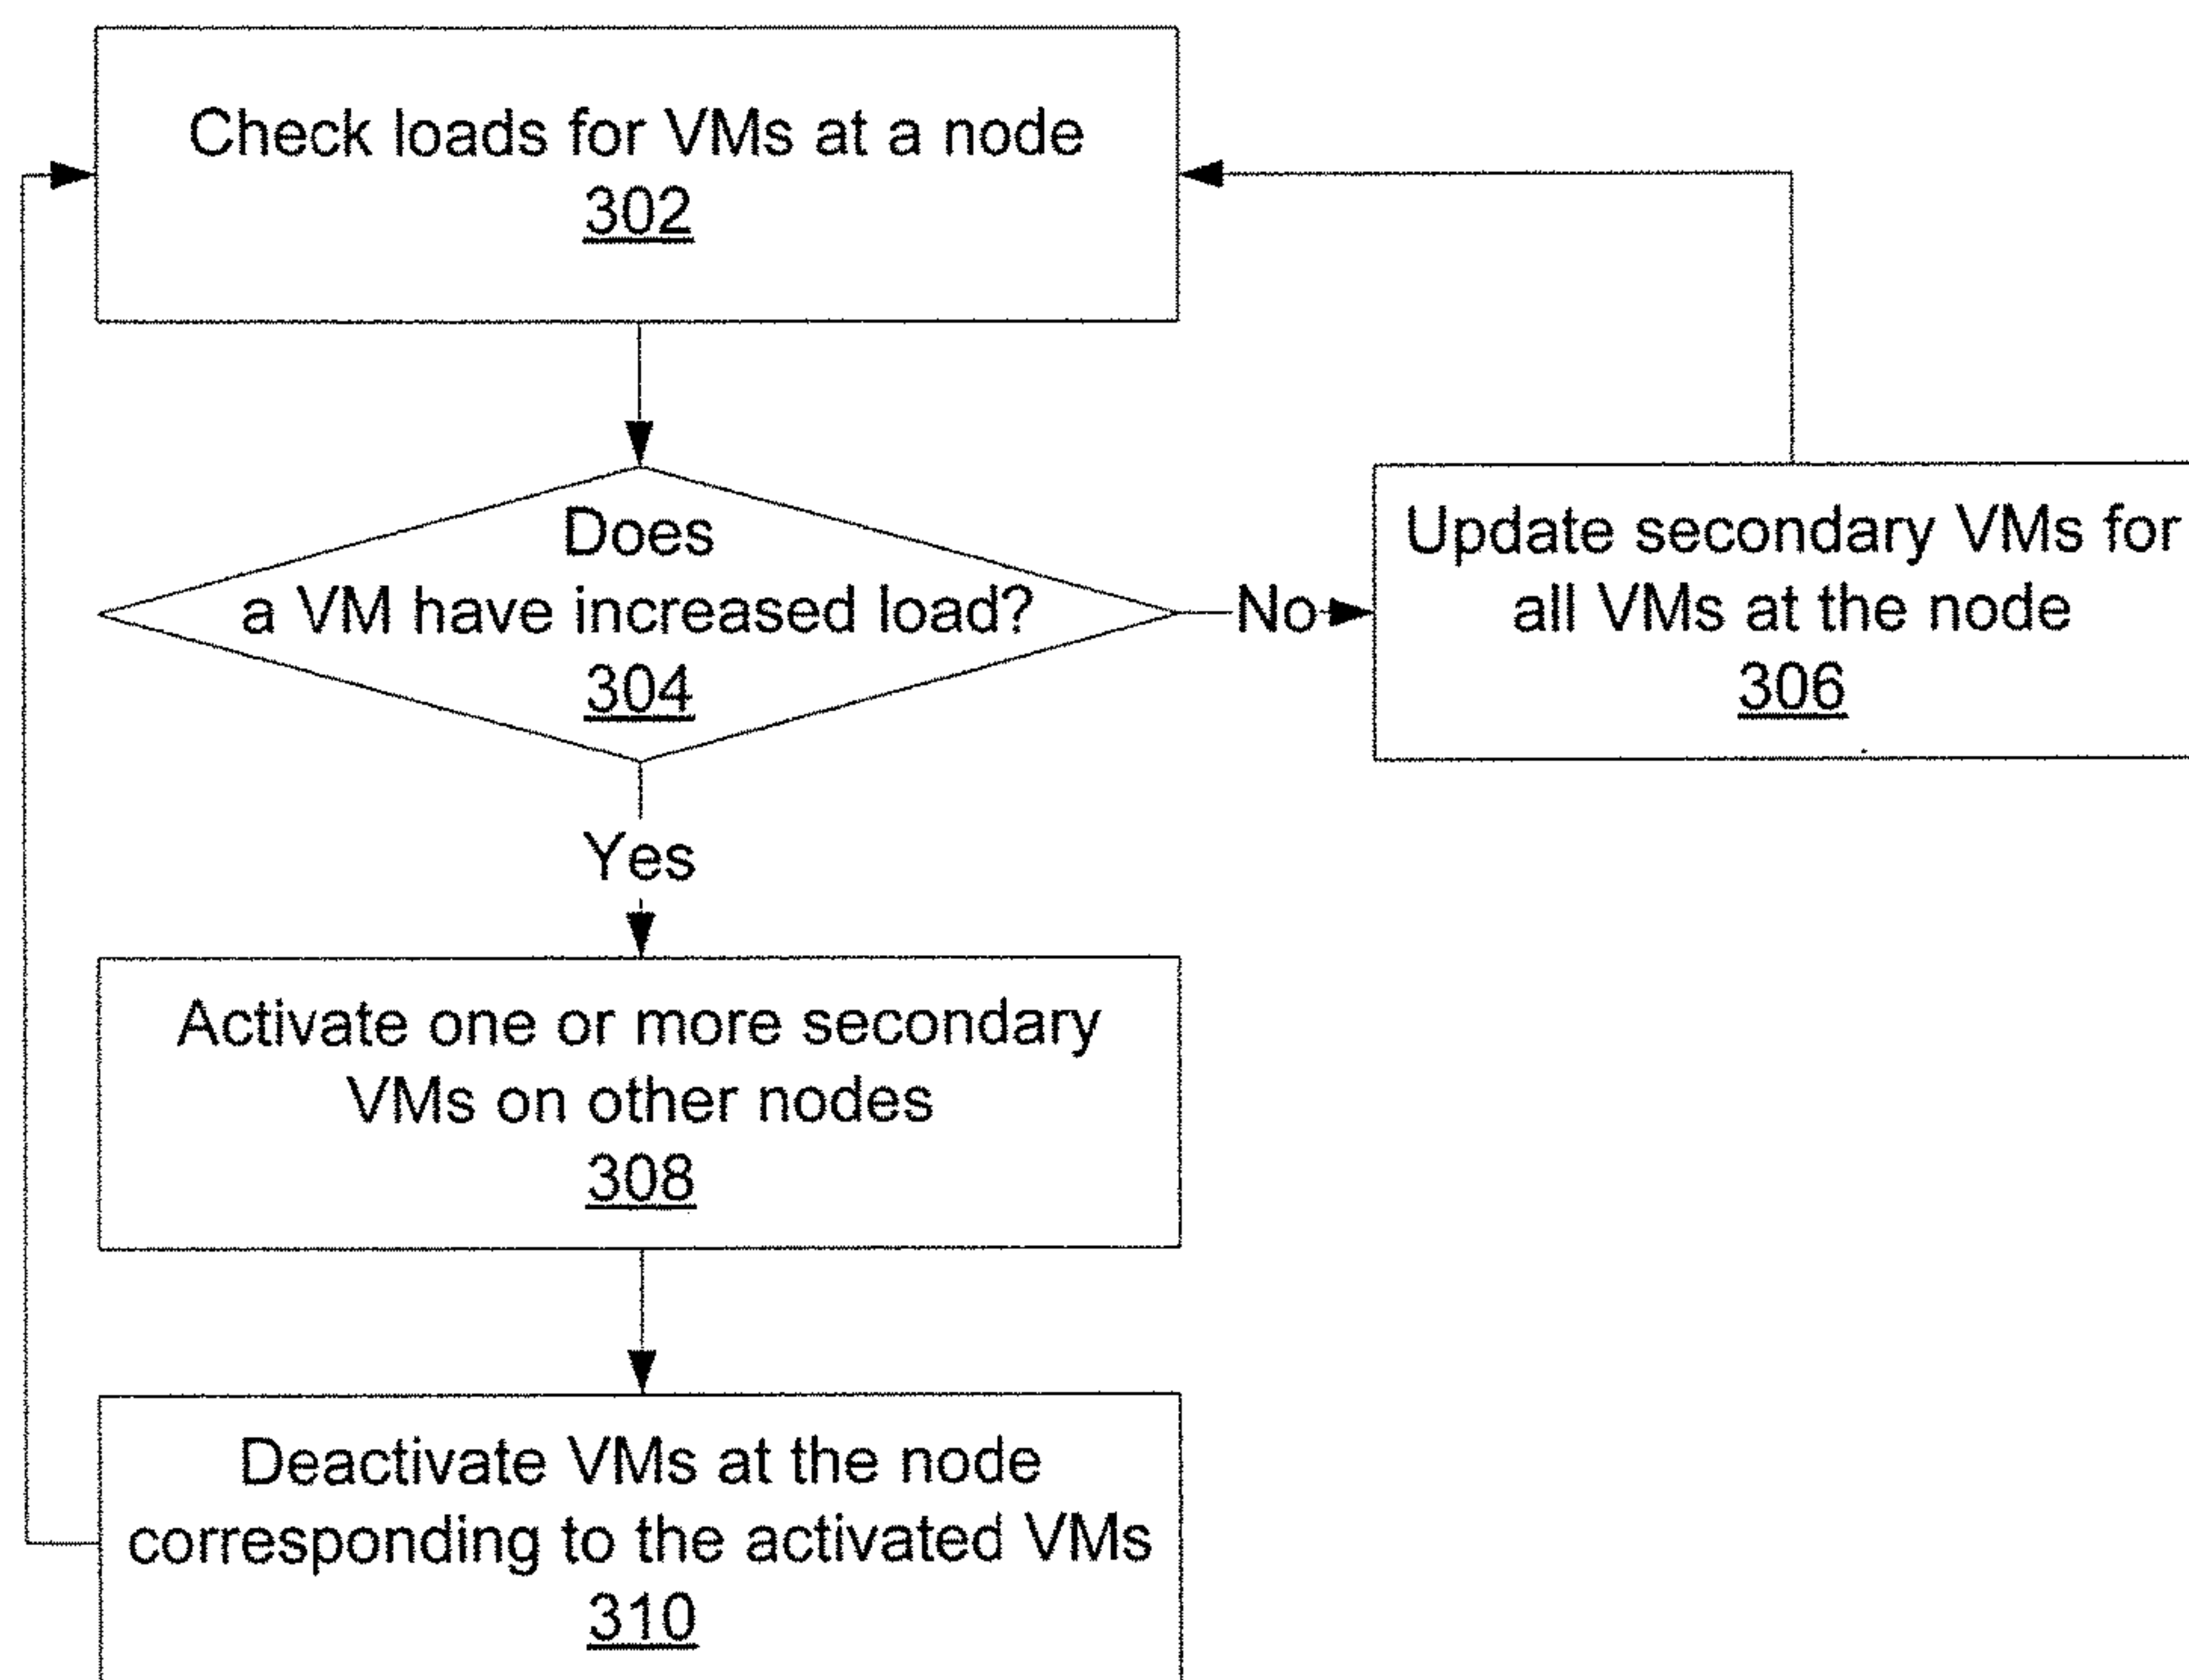 Check loads for VMs at a node
302
Does
a VM have increased load?
304
No
Update secondary VMs for
all VMs at the node
306
Yes
Activate one or more secondary
VMs on other nodes
308
Deactivate VMs at the node
corresponding to the activated VMs
310